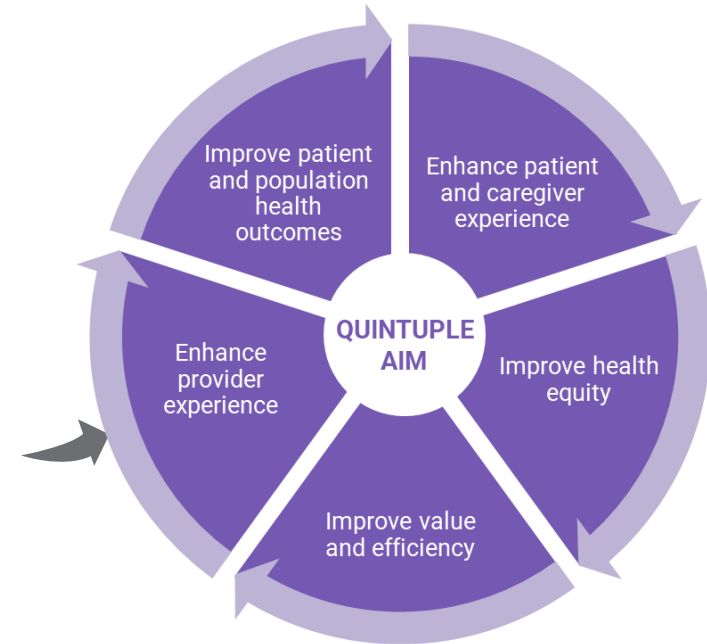 Improve patient
and population
health
outcomes
Enhance patient
and caregiver
experience
QUINTUPLE
AIM
Enhance
provider
experience
Improve health
equity
Improve value
and efficiency